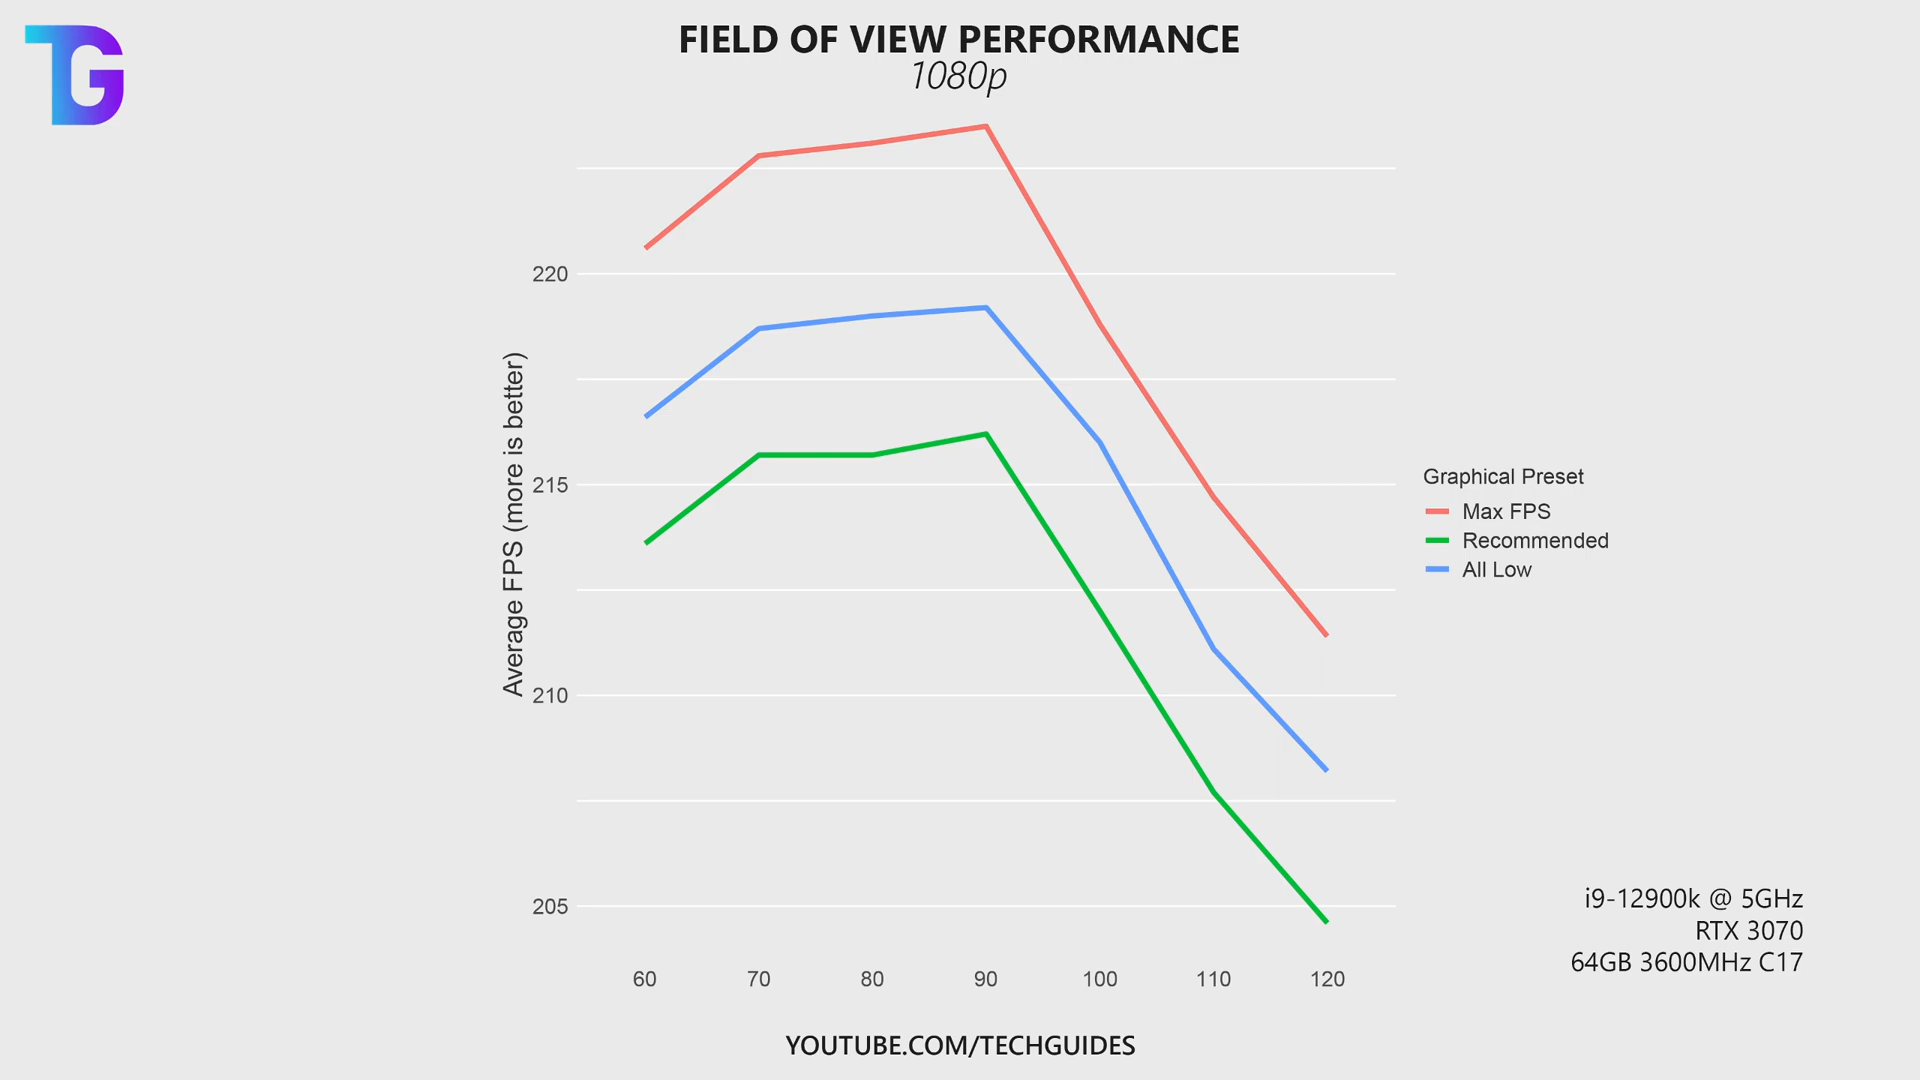 TG
FIELD OF VIEW PERFORMANCE
1080p
Average FPS (more is better)
220
215
210
205
60 70 80 90 100 110 120
Graphical Preset
Max FPS
Recommended
All Low
i9-12900k @ 5GHz
RTX 3070
64GB 3600MHz C17
YOUTUBE.COM/TECHGUIDES